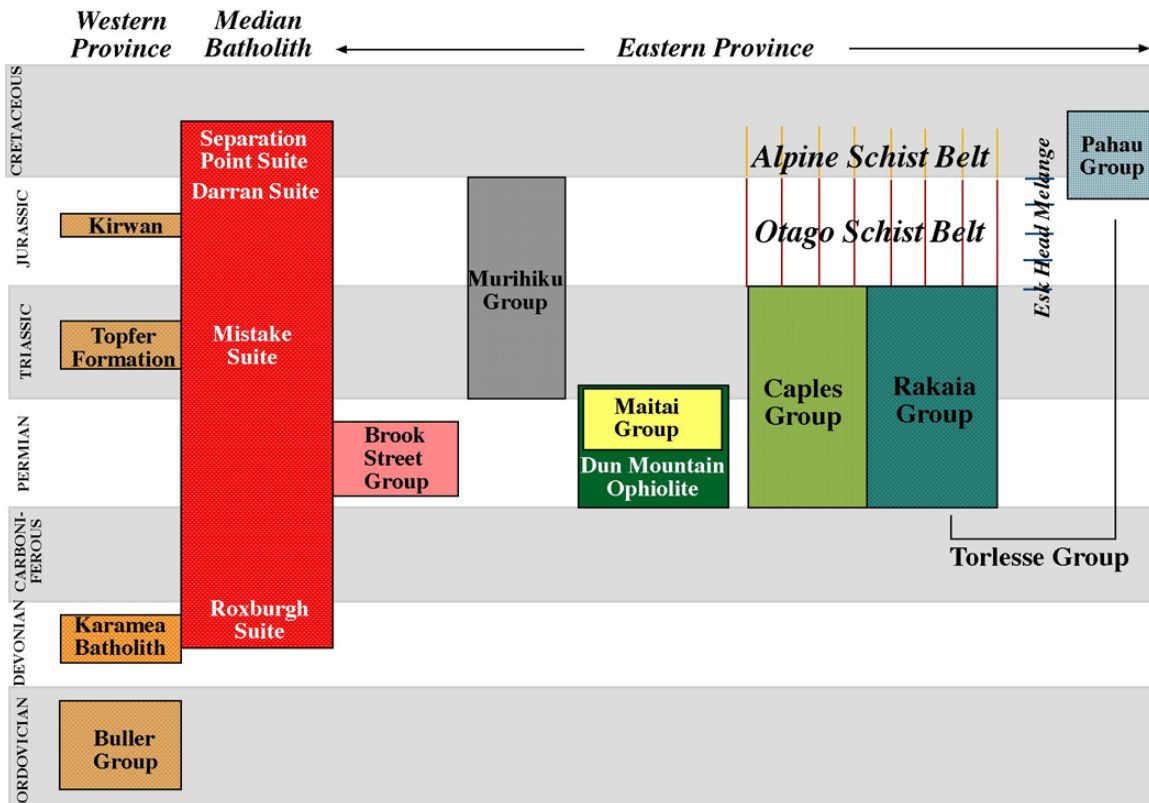 Western
Province
Median
Batholith
Eastern Province
CRETACEOUS
JURASSIC
TRIASSIC
PERMIAN
CARBONI-
FEROUS
DEVONIAN
ORDOVICIAN
Kirwan
Topfer
Formation
Karamea
Batholith
Buller
Group
Separation
Point Suite
Darran Suite
Mistake
Suite
Roxburgh
Suite
Brook
Street
Group
Murihiku
Group
Maitai
Group
Dun Mountain
Ophiolite
Alpine Schist Belt
Otago Schist Belt
Caples
Group
Rakaia
Group
Esk Head Melange
Pahau
Group
Torlesse Group